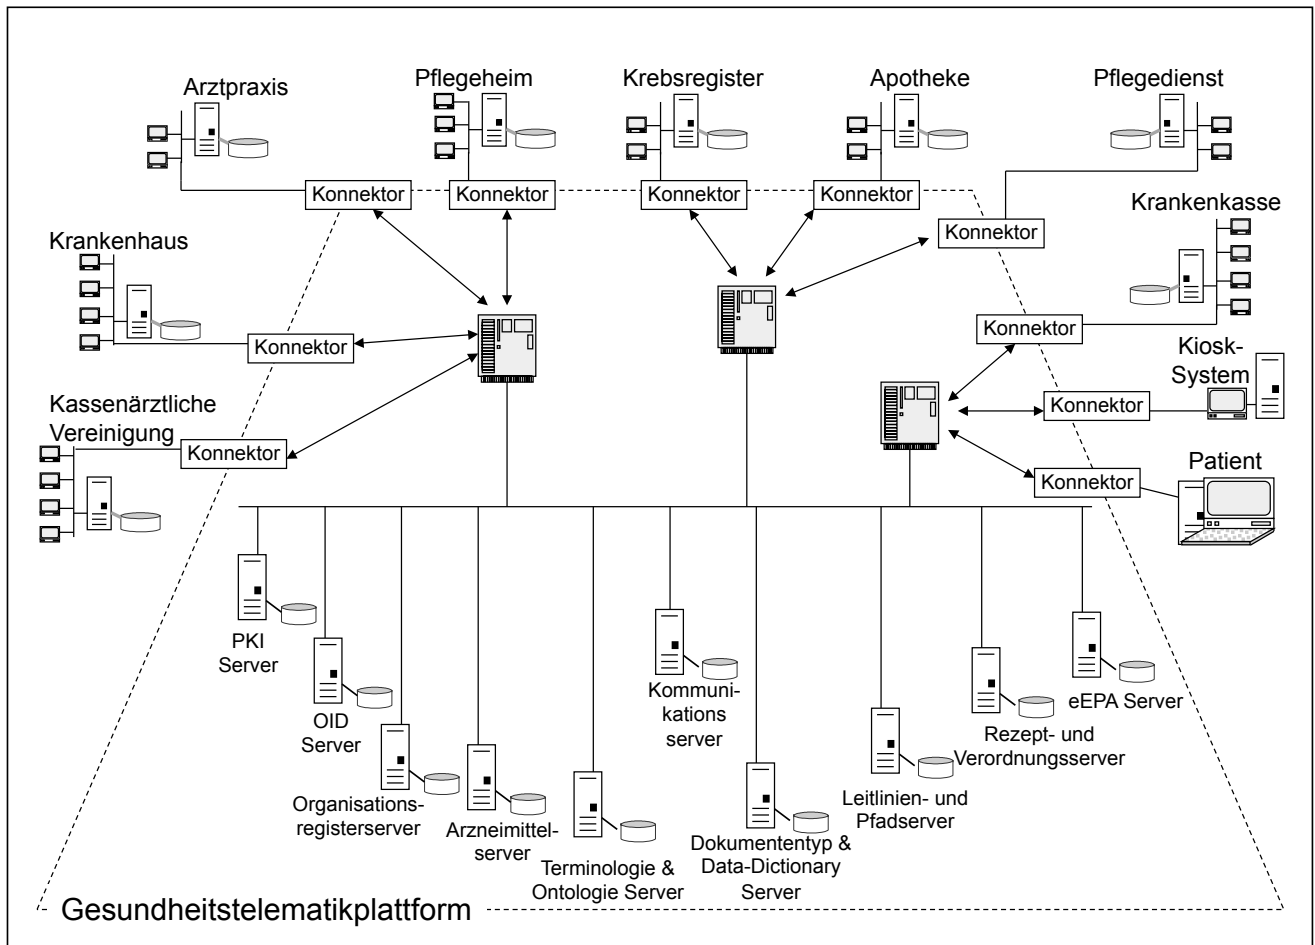 Arztpraxis
Pflegeheim
Krebsregister
Apotheke
Pflegedienst
Konnektor
Konnektor
Konnektor
Konnektor
Krankenkasse
Konnektor
Krankenhaus
Konnektor
Konnektor
Kiosk-
System
Konnektor
Kassenärztliche
Vereinigung
Konnektor
Patient
Konnektor
PKI
Server
OID
Server
Organisations-
registerserver
Arzneimittel-
server
Terminologie &
Ontologie Server
Kommuni-
kations
server
Dokumententyp &
Data-Dictionary
Server
Leitlinien- und
Pfadserver
Rezept- und
Verordnungsserver
eEPA Server
Gesundheitstelematikplattform